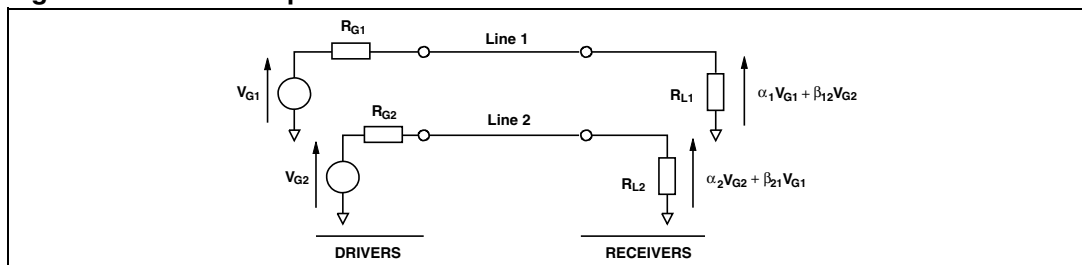 R_G1
Line 1
V_G1
R_L1
α₁V_G1 + β₁₂V_G2
R_G2
Line 2
V_G2
R_L2
α₂V_G2 + β₂₁V_G1
DRIVERS
RECEIVERS